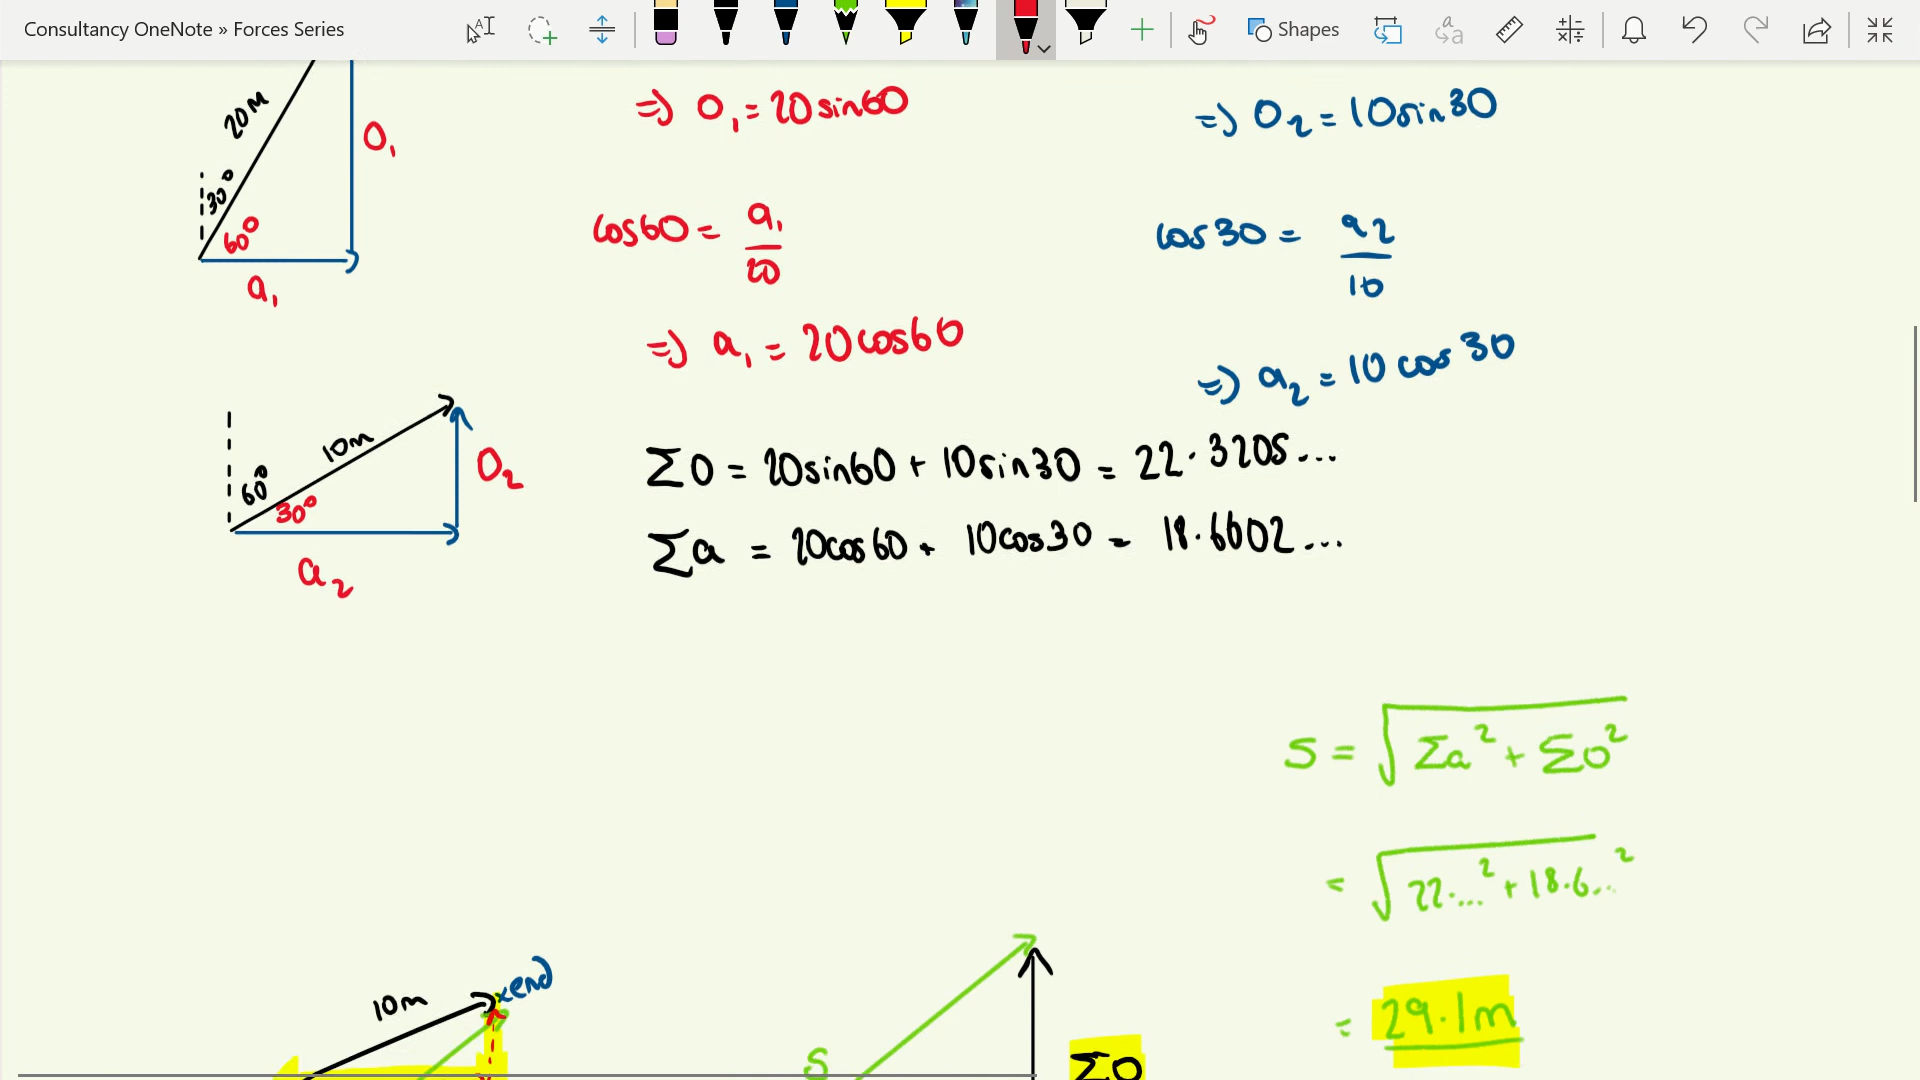 Consultancy OneNote » Forces Series
Shapes
20m
30°
60°
O₁
a₁
=> O₁ = 20sin60
cos60 = a₁/20
=> a₁ = 20cos60
=> O₂ = 10sin30
cos30 = a₂/10
=> a₂ = 10cos30
10m
60°
30°
O₂
a₂
ΣO = 20sin60 + 10sin30 = 22.3205...
Σa = 20cos60 + 10cos30 = 18.6602...
S = √(Σa² + ΣO²)
= √(22....² + 18.6...²)
= 29.1m
10m
xend
S
ΣO